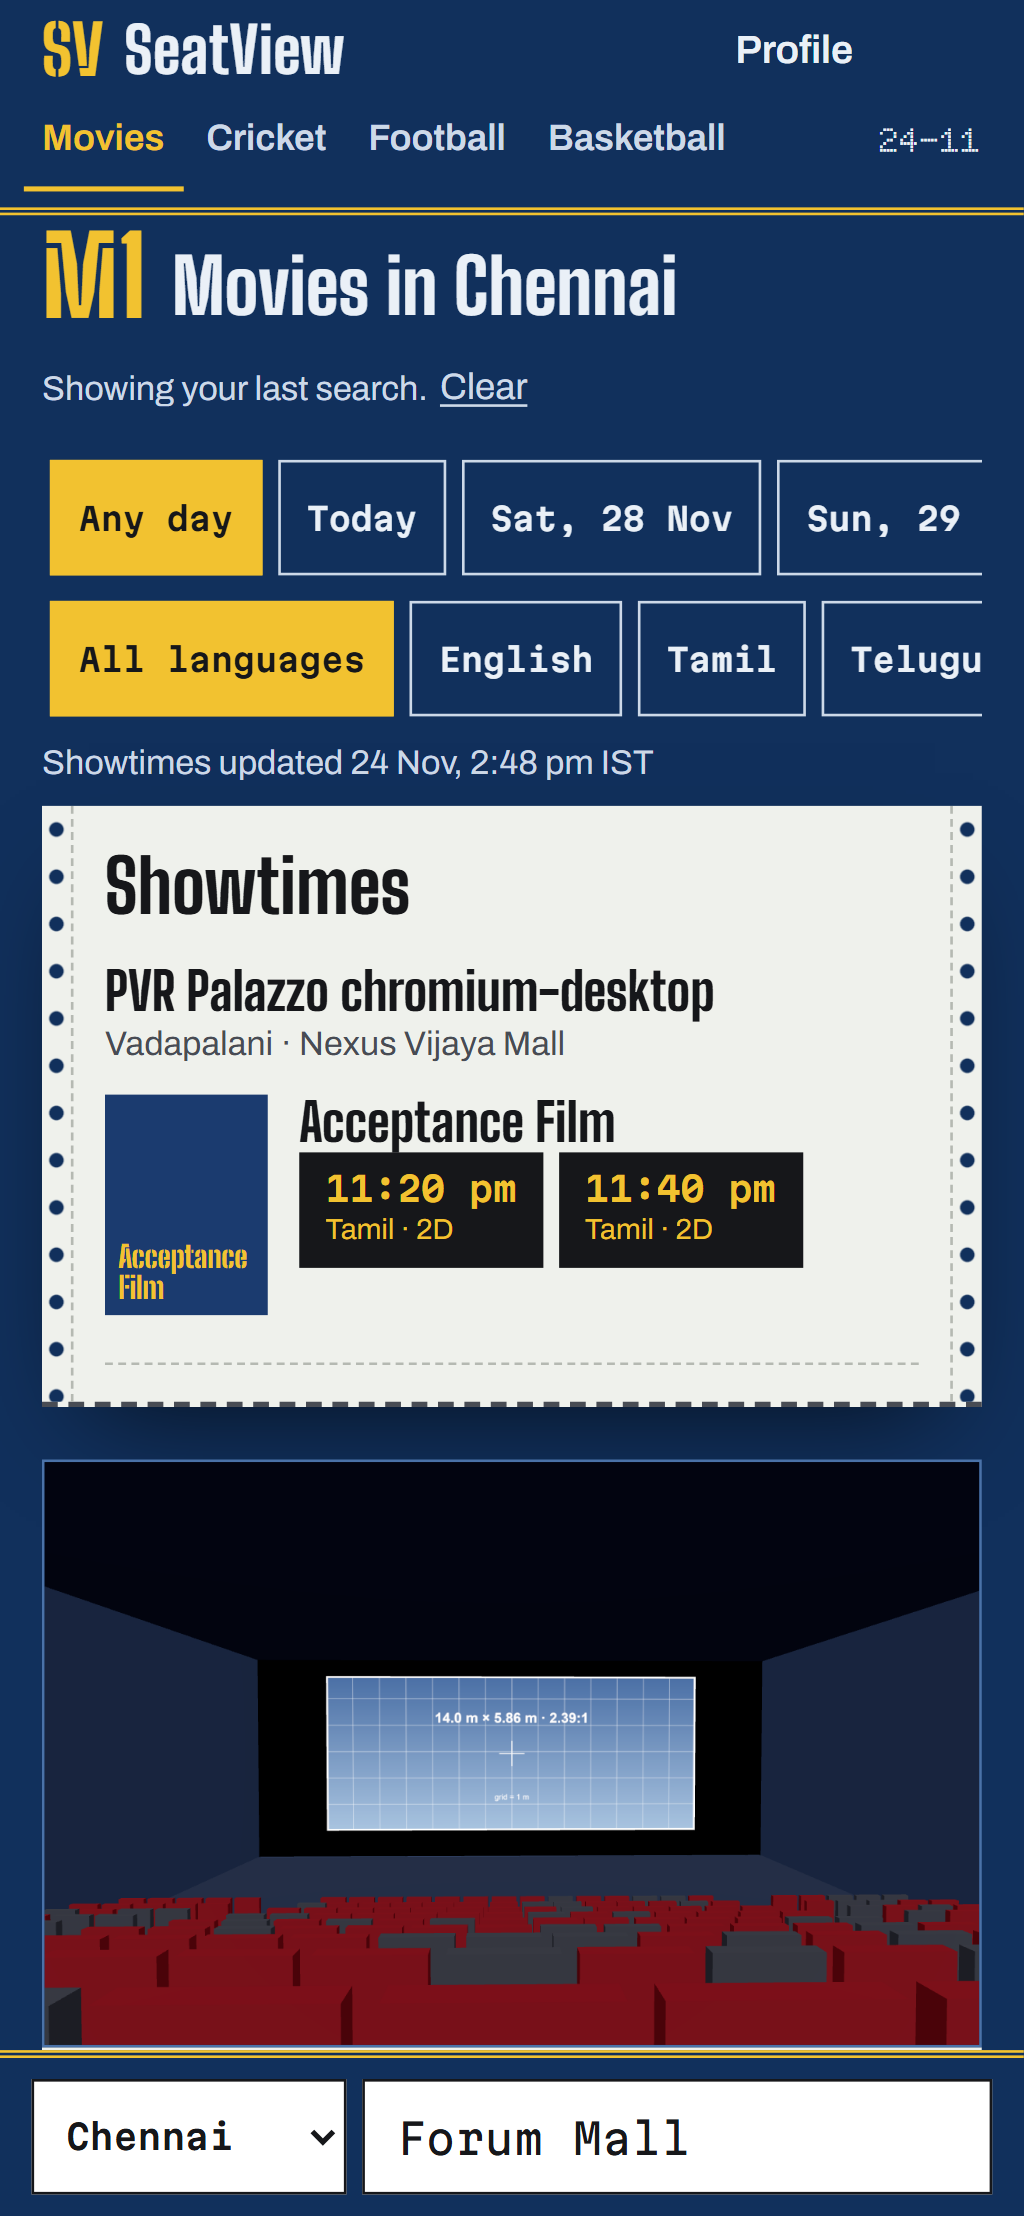 SV SeatView
Profile
Movies Cricket Football Basketball 24-11
M1 Movies in Chennai
Showing your last search. Clear
Any day Today Sat, 28 Nov Sun, 29
All languages English Tamil Telugu
Showtimes updated 24 Nov, 2:48 pm IST
Showtimes
PVR Palazzo chromium-desktop
Vadapalani · Nexus Vijaya Mall
Acceptance Film
Acceptance Film
11:20 pm 11:40 pm
Tamil · 2D Tamil · 2D
14.0 m × 5.86 m · 2.39:1
grid = 1 m
Chennai Forum Mall